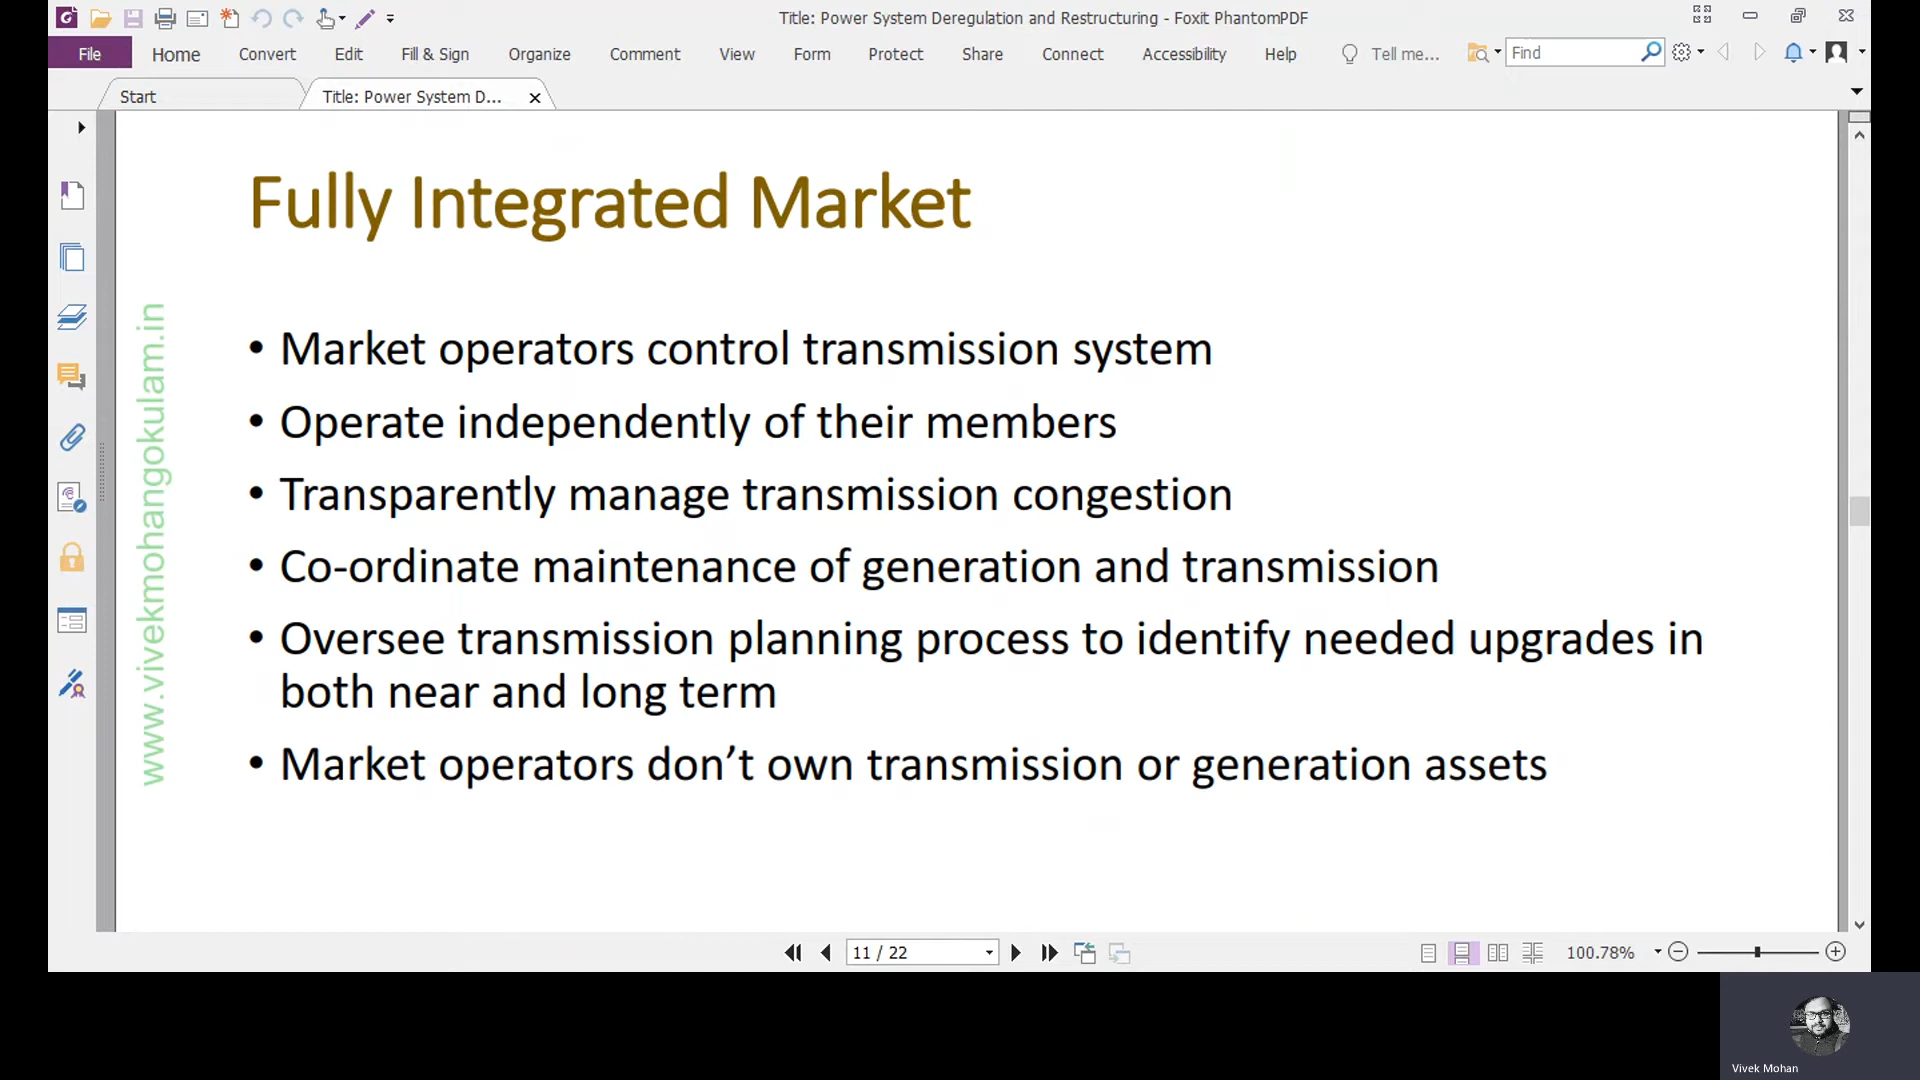 Title: Power System Deregulation and Restructuring - Foxit PhantomPDF
File Home Convert Edit Fill & Sign Organize Comment View Form Protect Share Connect Accessibility Help Tell me... Find
Start Title: Power System D...
Fully Integrated Market
www.vivekmohangokulam.in
• Market operators control transmission system
• Operate independently of their members
• Transparently manage transmission congestion
• Co-ordinate maintenance of generation and transmission
• Oversee transmission planning process to identify needed upgrades in
both near and long term
• Market operators don’t own transmission or generation assets
11 / 22 100.78%
Vivek Mohan